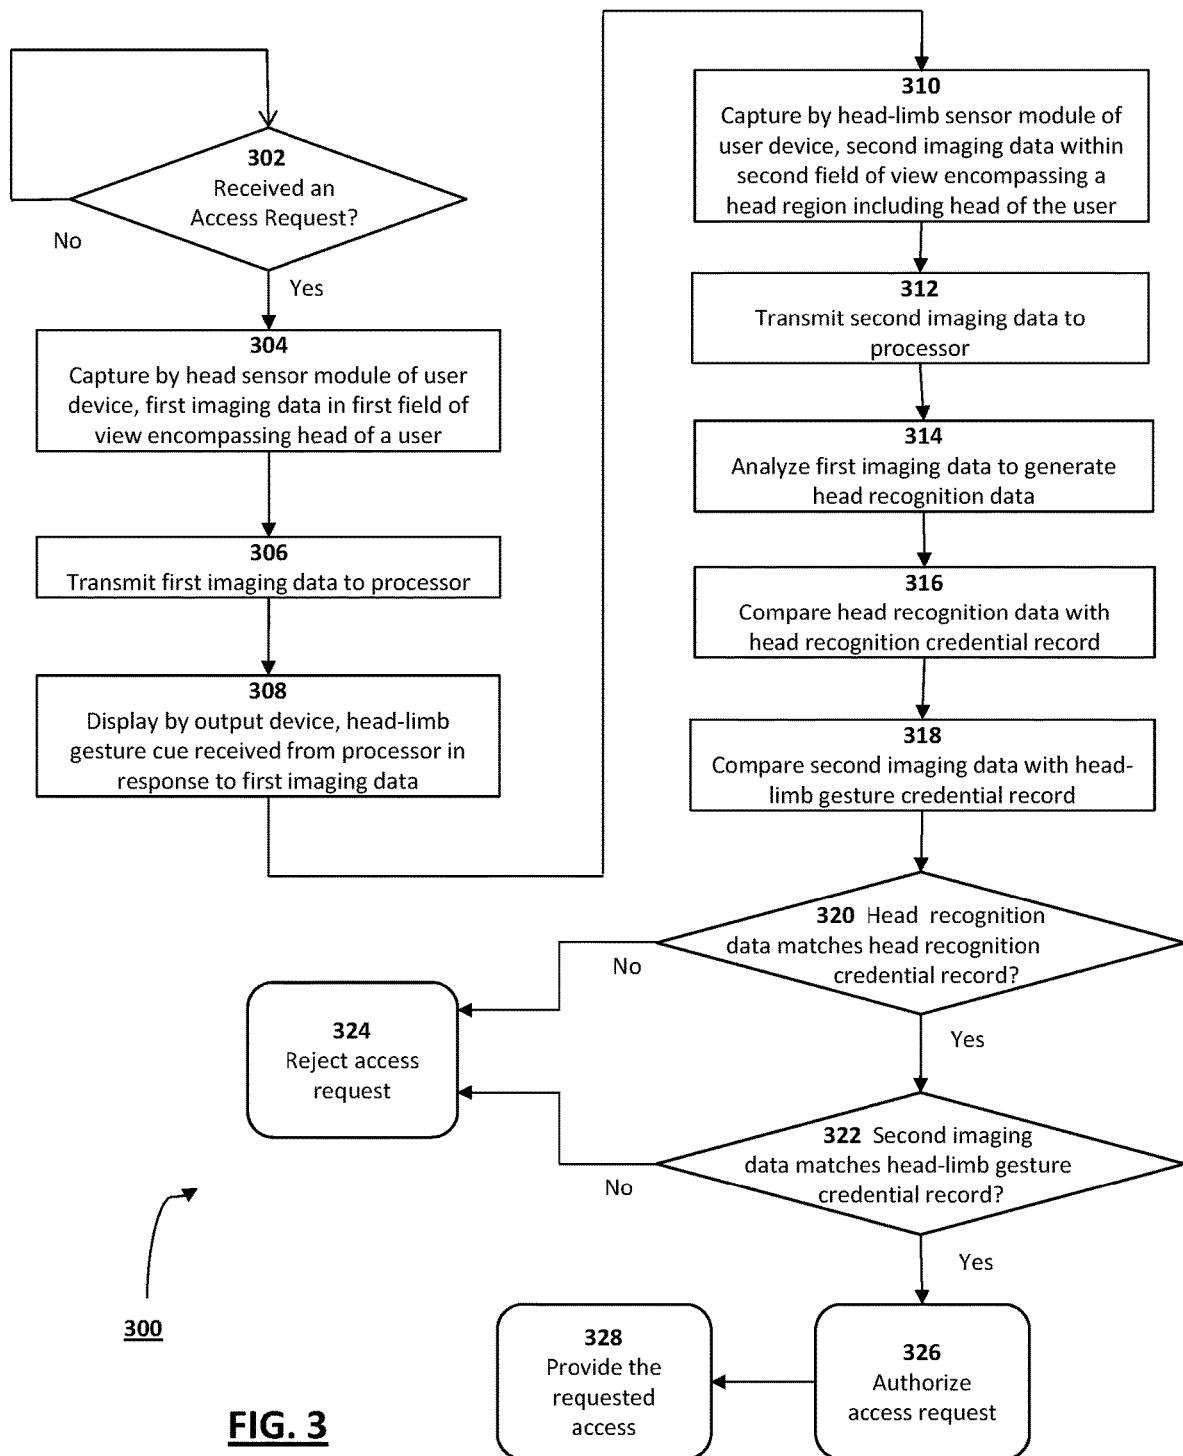 302
Received an
Access Request?
No
Yes
304
Capture by head sensor module of user
device, first imaging data in first field of
view encompassing head of a user
306
Transmit first imaging data to processor
308
Display by output device, head-limb
gesture cue received from processor in
response to first imaging data
310
Capture by head-limb sensor module of
user device, second imaging data within
second field of view encompassing a
head region including head of the user
312
Transmit second imaging data to
processor
314
Analyze first imaging data to generate
head recognition data
316
Compare head recognition data with
head recognition credential record
318
Compare second imaging data with head-
limb gesture credential record
320 Head recognition
data matches head recognition
credential record?
No
Yes
324
Reject access
request
322 Second imaging
data matches head-limb gesture
credential record?
No
Yes
326
Authorize
access request
328
Provide the
requested
access
300
FIG. 3